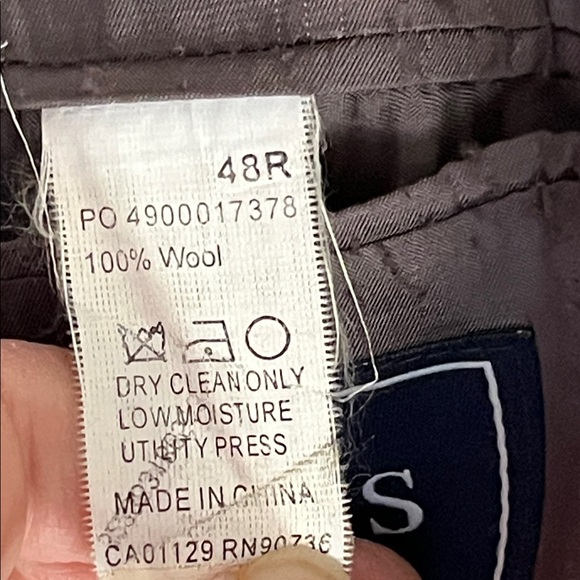 48R
PO 4900017378
100% Wool
DRY CLEAN ONLY
LOW MOISTURE
UTILITY PRESS
MADE IN CHINA
CA01129 RN90736
S